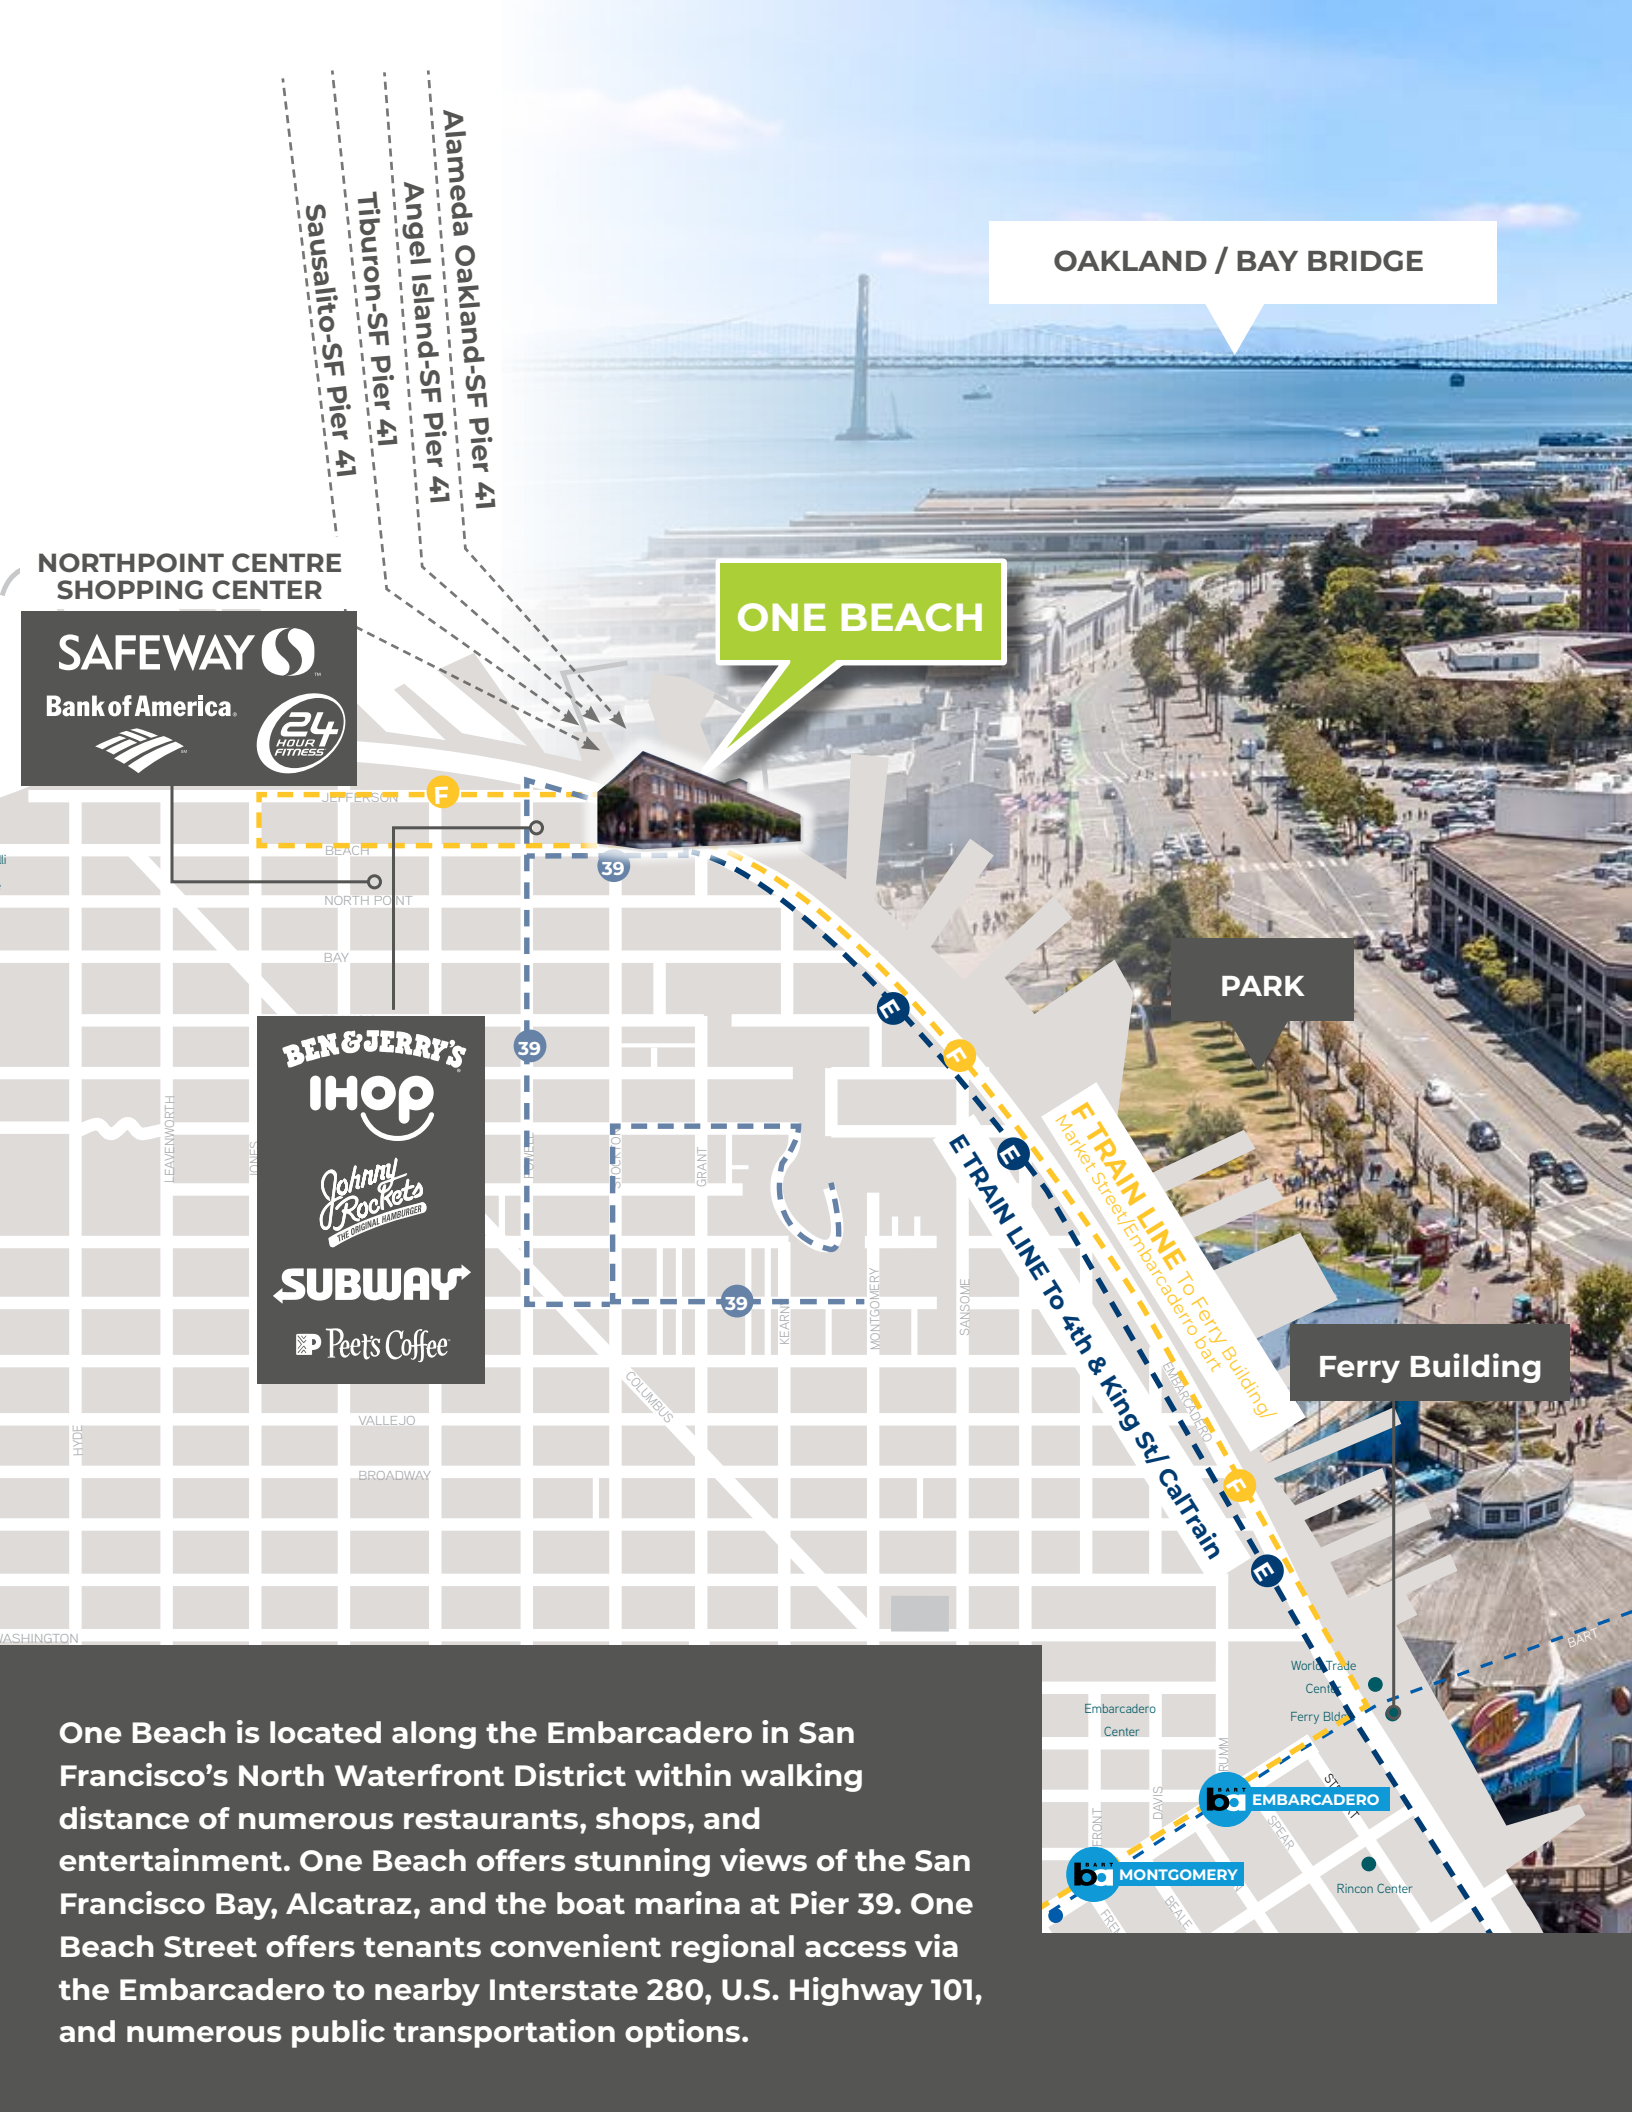 Alameda Oakland-SF Pier 41
Angel Island-SF Pier 41
Tiburon-SF Pier 41
Sausalito-SF Pier 41
OAKLAND / BAY BRIDGE
NORTHPOINT CENTRE
SHOPPING CENTER
SAFEWAY
Bank of America
24
HOUR
FITNESS
ONE BEACH
JEFFERSON
F
BEACH
39
NORTH POINT
BAY
PARK
E
F
39
BEN & JERRY'S
IHOP
Johnny
Rockets
THE ORIGINAL HAMBURGER
SUBWAY
Peet's Coffee
LEAVENWORTH
JONES
POWELL
STOCKTON
GRANT
KEARNY
MONTGOMERY
SANSOME
39
E
F TRAIN LINE To Ferry Building/
Market Street/Embarcaderro bart
E TRAIN LINE To 4th & King St/ CalTrain
EMBARCADERO
Ferry Building
COLUMBUS
VALLEJO
HYDE
BROADWAY
F
E
WASHINGTON
BART
World Trade
Center
Ferry Bldg
Embarcadero
Center
DRUMM
DAVIS
FRONT
SPEAR
BEALE
BART
ba EMBARCADERO
BART
ba MONTGOMERY
Rincon Center
One Beach is located along the Embarcadero in San
Francisco’s North Waterfront District within walking
distance of numerous restaurants, shops, and
entertainment. One Beach offers stunning views of the San
Francisco Bay, Alcatraz, and the boat marina at Pier 39. One
Beach Street offers tenants convenient regional access via
the Embarcadero to nearby Interstate 280, U.S. Highway 101,
and numerous public transportation options.